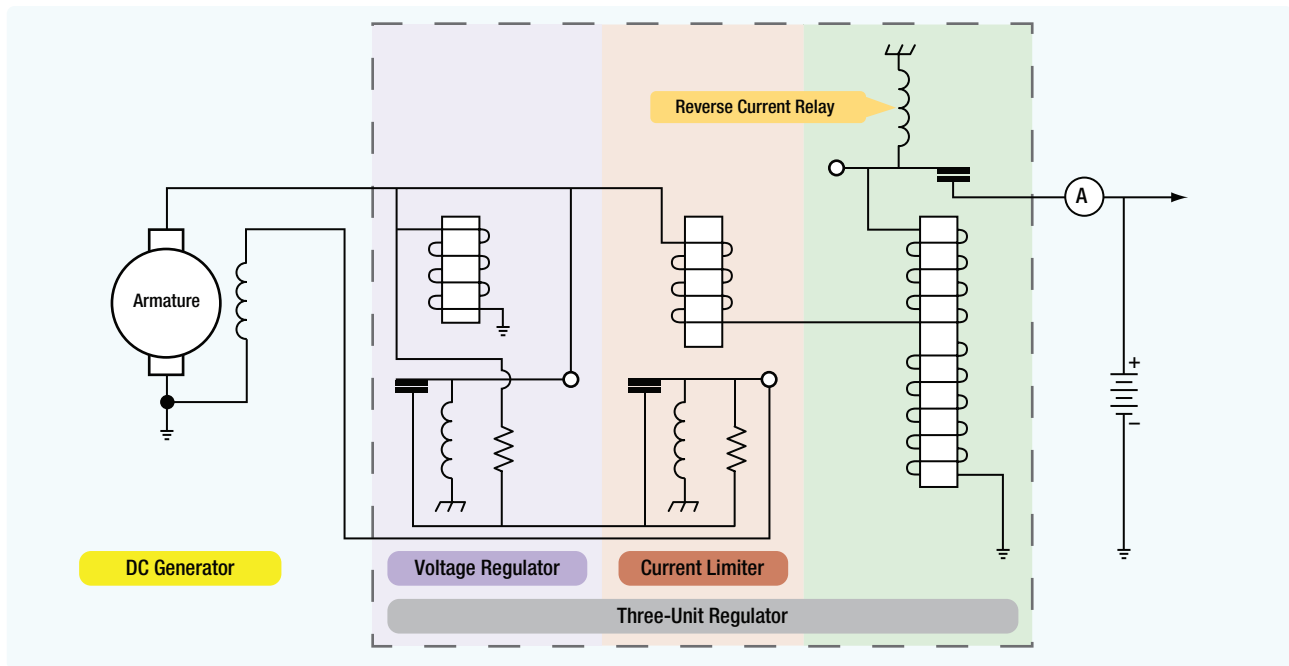 Reverse Current Relay
A
Armature
+
−
DC Generator
Voltage Regulator
Current Limiter
Three-Unit Regulator